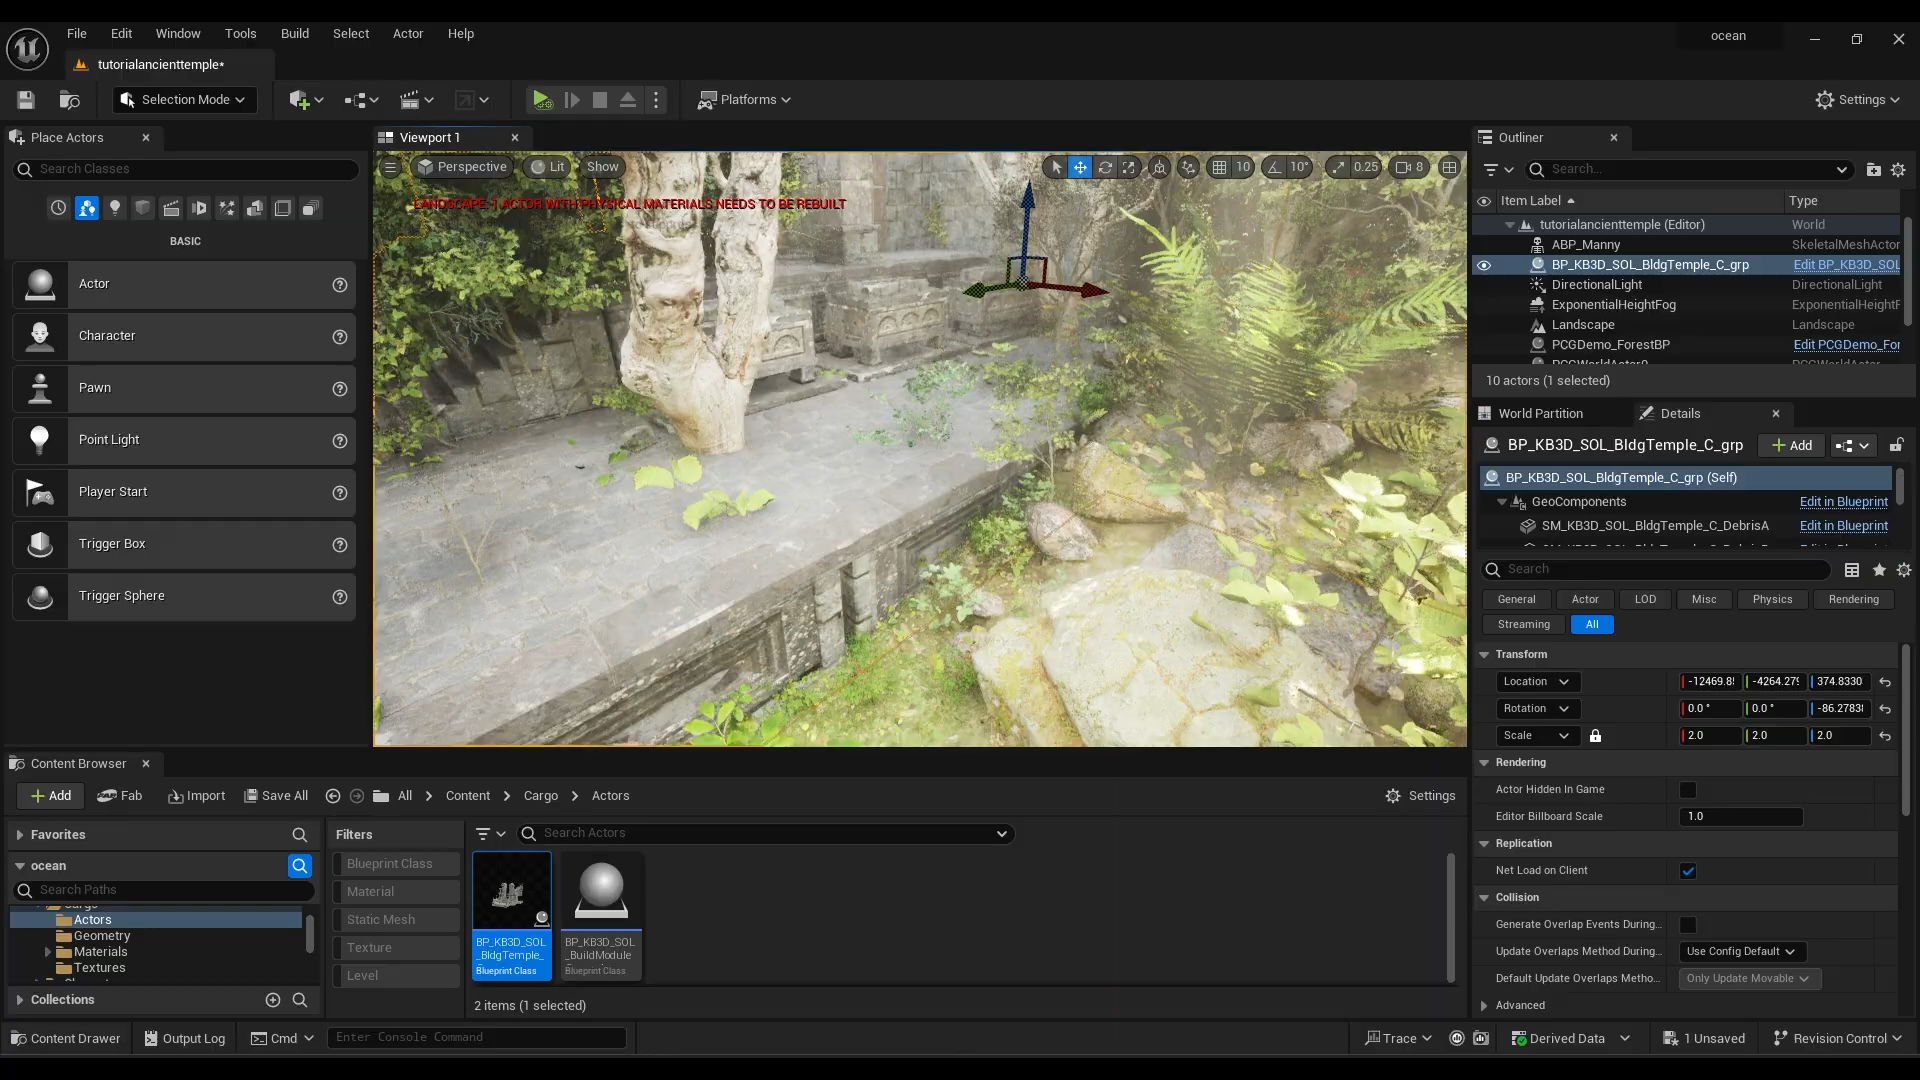 File Edit Window Tools Build Select Actor Help
ocean
tutorialancienttemple*
Selection Mode
Platforms
Settings
Place Actors
Search Classes
BASIC
Actor
Character
Pawn
Point Light
Player Start
Trigger Box
Trigger Sphere
Viewport 1
Perspective Lit Show
10 10° 0.25 8
LANDSCAPE: 1 ACTOR WITH PHYSICAL MATERIALS NEEDS TO BE REBUILT
Outliner
Search...
Item Label Type
tutorialancienttemple (Editor) World
ABP_Manny SkeletalMeshActor
BP_KB3D_SOL_BldgTemple_C_grp Edit BP_KB3D_SOL
DirectionalLight DirectionalLight
ExponentialHeightFog ExponentialHeightF
Landscape Landscape
PCGDemo_ForestBP Edit PCGDemo_For
10 actors (1 selected)
World Partition Details
BP_KB3D_SOL_BldgTemple_C_grp Add
BP_KB3D_SOL_BldgTemple_C_grp (Self)
GeoComponents Edit in Blueprint
SM_KB3D_SOL_BldgTemple_C_DebrisA Edit in Blueprint
Search
General Actor LOD Misc Physics Rendering
Streaming All
Transform
Location -12469.8 -4264.279 374.8330
Rotation 0.0 ° 0.0 ° -86.2783
Scale 2.0 2.0 2.0
Rendering
Actor Hidden In Game
Editor Billboard Scale 1.0
Replication
Net Load on Client
Collision
Generate Overlap Events During...
Update Overlaps Method During... Use Config Default
Default Update Overlaps Metho... Only Update Movable
Advanced
Content Browser
Add Fab Import Save All All Content Cargo Actors Settings
Favorites
ocean
Search Paths
Actors
Geometry
Materials
Textures
Collections
Filters
Blueprint Class
Material
Static Mesh
Texture
Level
Search Actors
BP_KB3D_SOL
_BldgTemple_
Blueprint Class
BP_KB3D_SOL
_BuildModule
Blueprint Class
2 items (1 selected)
Content Drawer Output Log Cmd Enter Console Command Trace Derived Data 1 Unsaved Revision Control